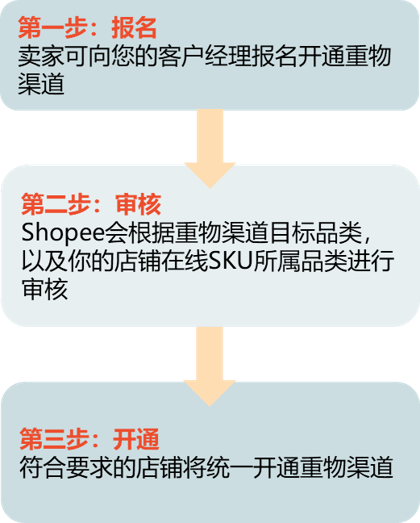 第一步：报名
卖家可向您的客户经理报名开通重物
渠道
第二步：审核
Shopee会根据重物渠道目标品类，
以及你的店铺在线SKU所属品类进行
审核
第三步：开通
符合要求的店铺将统一开通重物渠道